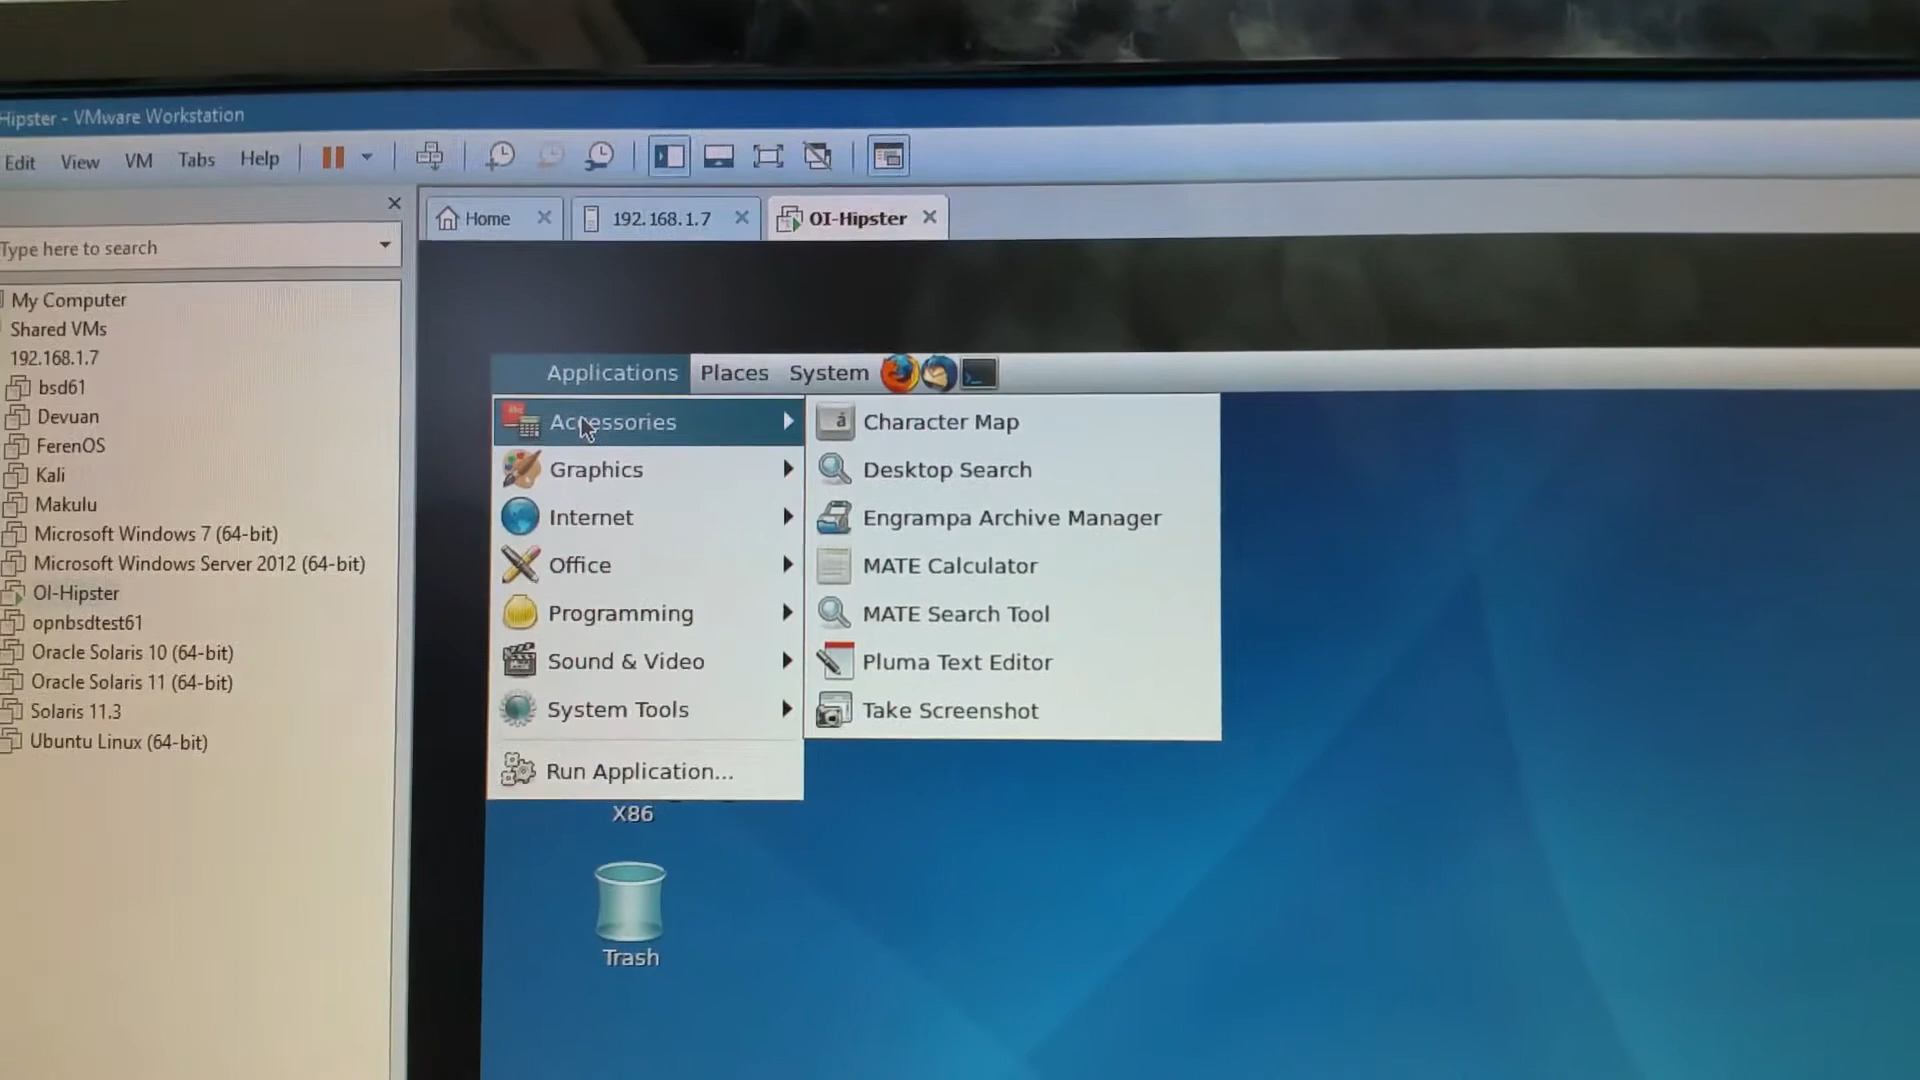 Hipster - VMware Workstation
Edit View VM Tabs Help
Home 192.168.1.7 OI-Hipster
Type here to search
My Computer
Shared VMs
192.168.1.7
bsd61
Devuan
FerenOS
Kali
Makulu
Microsoft Windows 7 (64-bit)
Microsoft Windows Server 2012 (64-bit)
OI-Hipster
opnbsdtest61
Oracle Solaris 10 (64-bit)
Oracle Solaris 11 (64-bit)
Solaris 11.3
Ubuntu Linux (64-bit)
Applications Places System
Accessories
Graphics
Internet
Office
Programming
Sound & Video
System Tools
Run Application...
Character Map
Desktop Search
Engrampa Archive Manager
MATE Calculator
MATE Search Tool
Pluma Text Editor
Take Screenshot
X86
Trash